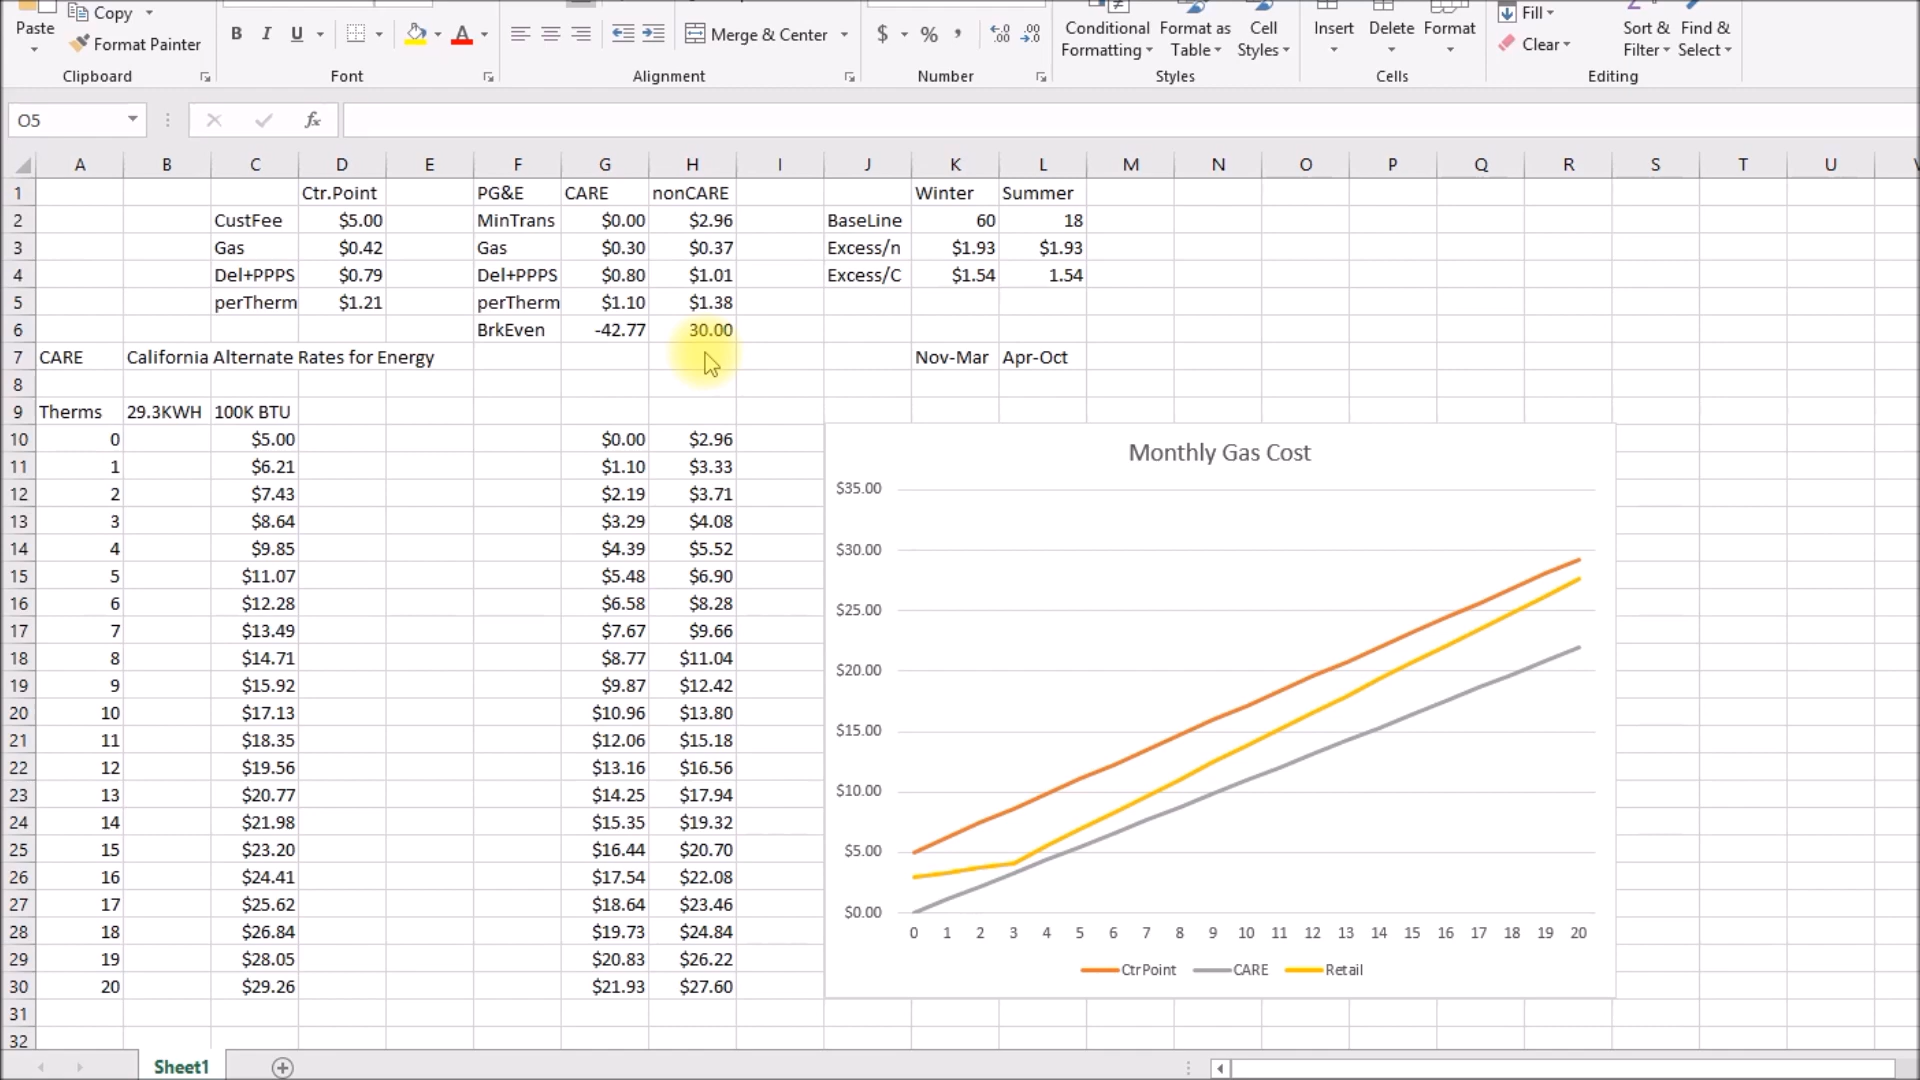 Copy
Paste
Format Painter
Clipboard
B I U
A
Font
Merge & Center
Alignment
$ % ,
Number
Conditional Formatting
Format as Table
Cell Styles
Styles
Insert
Delete
Format
Cells
Fill
Clear
Sort & Filter
Find & Select
Editing
O5
fx
A B C D E F G H I J K L M N O P Q R S T U
1 Ctr.Point PG&E CARE nonCARE Winter Summer
2 CustFee $5.00 MinTrans $0.00 $2.96 BaseLine 60 18
3 Gas $0.42 Gas $0.30 $0.37 Excess/n $1.93 $1.93
4 Del+PPPS $0.79 Del+PPPS $0.80 $1.01 Excess/C $1.54 1.54
5 perTherm $1.21 perTherm $1.10 $1.38
6 BrkEven -42.77 30.00
7 CARE California Alternate Rates for Energy Nov-Mar Apr-Oct
8
9 Therms 29.3KWH 100K BTU
10 0 $5.00 $0.00 $2.96
11 1 $6.21 $1.10 $3.33
12 2 $7.43 $2.19 $3.71
13 3 $8.64 $3.29 $4.08
14 4 $9.85 $4.39 $5.52
15 5 $11.07 $5.48 $6.90
16 6 $12.28 $6.58 $8.28
17 7 $13.49 $7.67 $9.66
18 8 $14.71 $8.77 $11.04
19 9 $15.92 $9.87 $12.42
20 10 $17.13 $10.96 $13.80
21 11 $18.35 $12.06 $15.18
22 12 $19.56 $13.16 $16.56
23 13 $20.77 $14.25 $17.94
24 14 $21.98 $15.35 $19.32
25 15 $23.20 $16.44 $20.70
26 16 $24.41 $17.54 $22.08
27 17 $25.62 $18.64 $23.46
28 18 $26.84 $19.73 $24.84
29 19 $28.05 $20.83 $26.22
30 20 $29.26 $21.93 $27.60
31
32
Monthly Gas Cost
$35.00
$30.00
$25.00
$20.00
$15.00
$10.00
$5.00
$0.00
0 1 2 3 4 5 6 7 8 9 10 11 12 13 14 15 16 17 18 19 20
CtrPoint CARE Retail
Sheet1